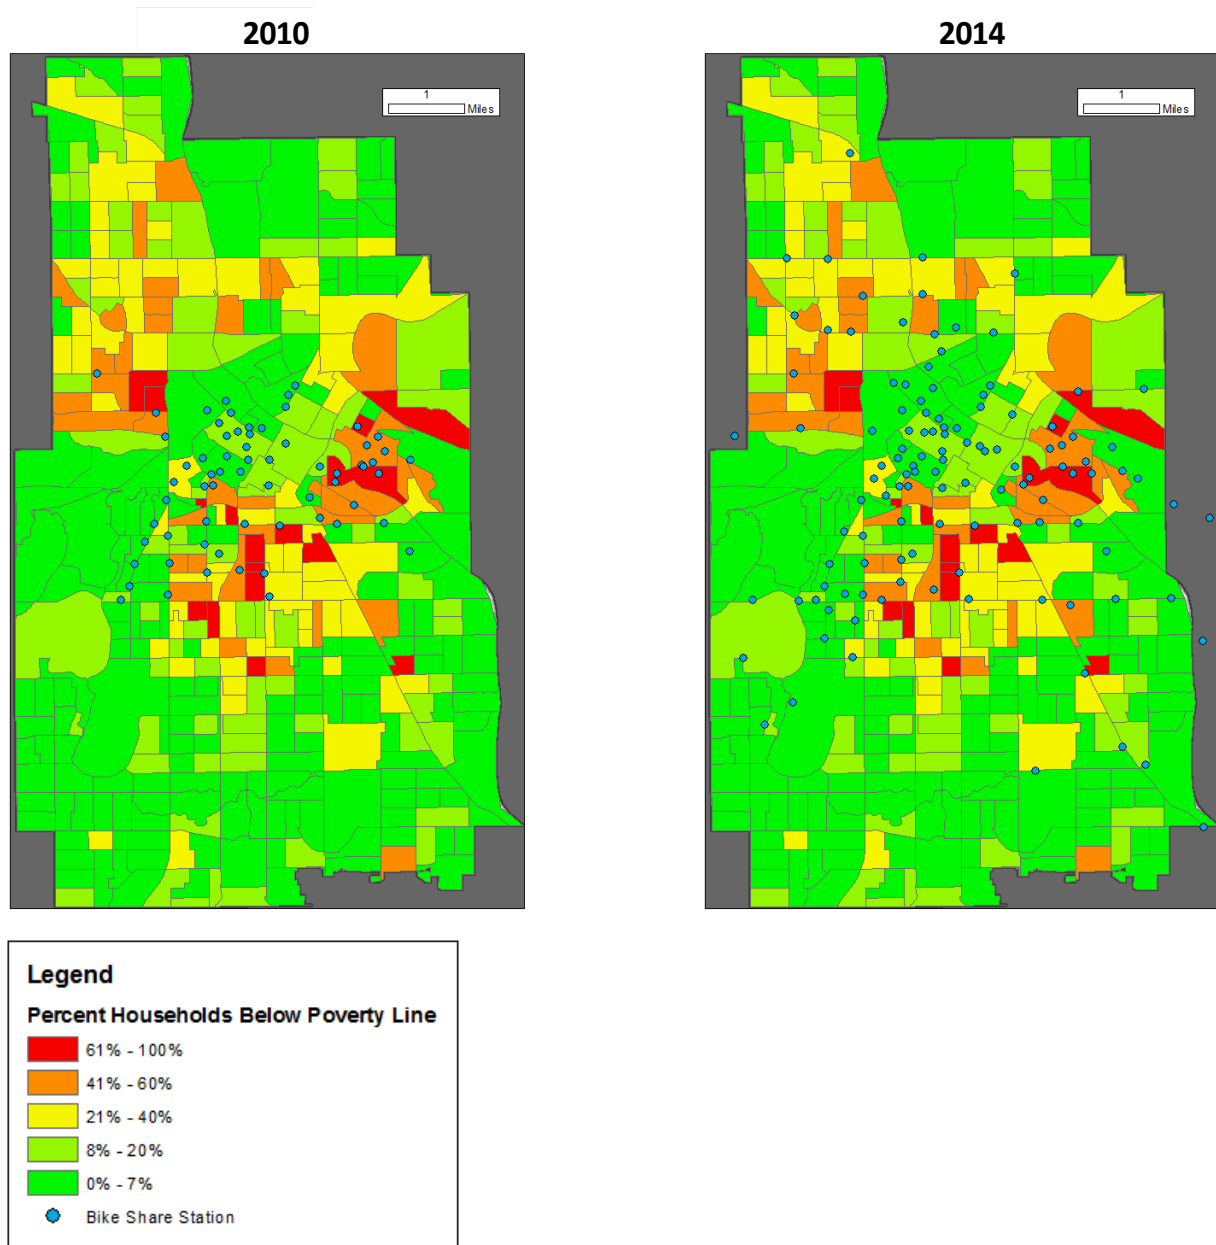 2010
2014
1
Miles
1
Miles
Legend
Percent Households Below Poverty Line
61% - 100%
41% - 60%
21% - 40%
8% - 20%
0% - 7%
Bike Share Station